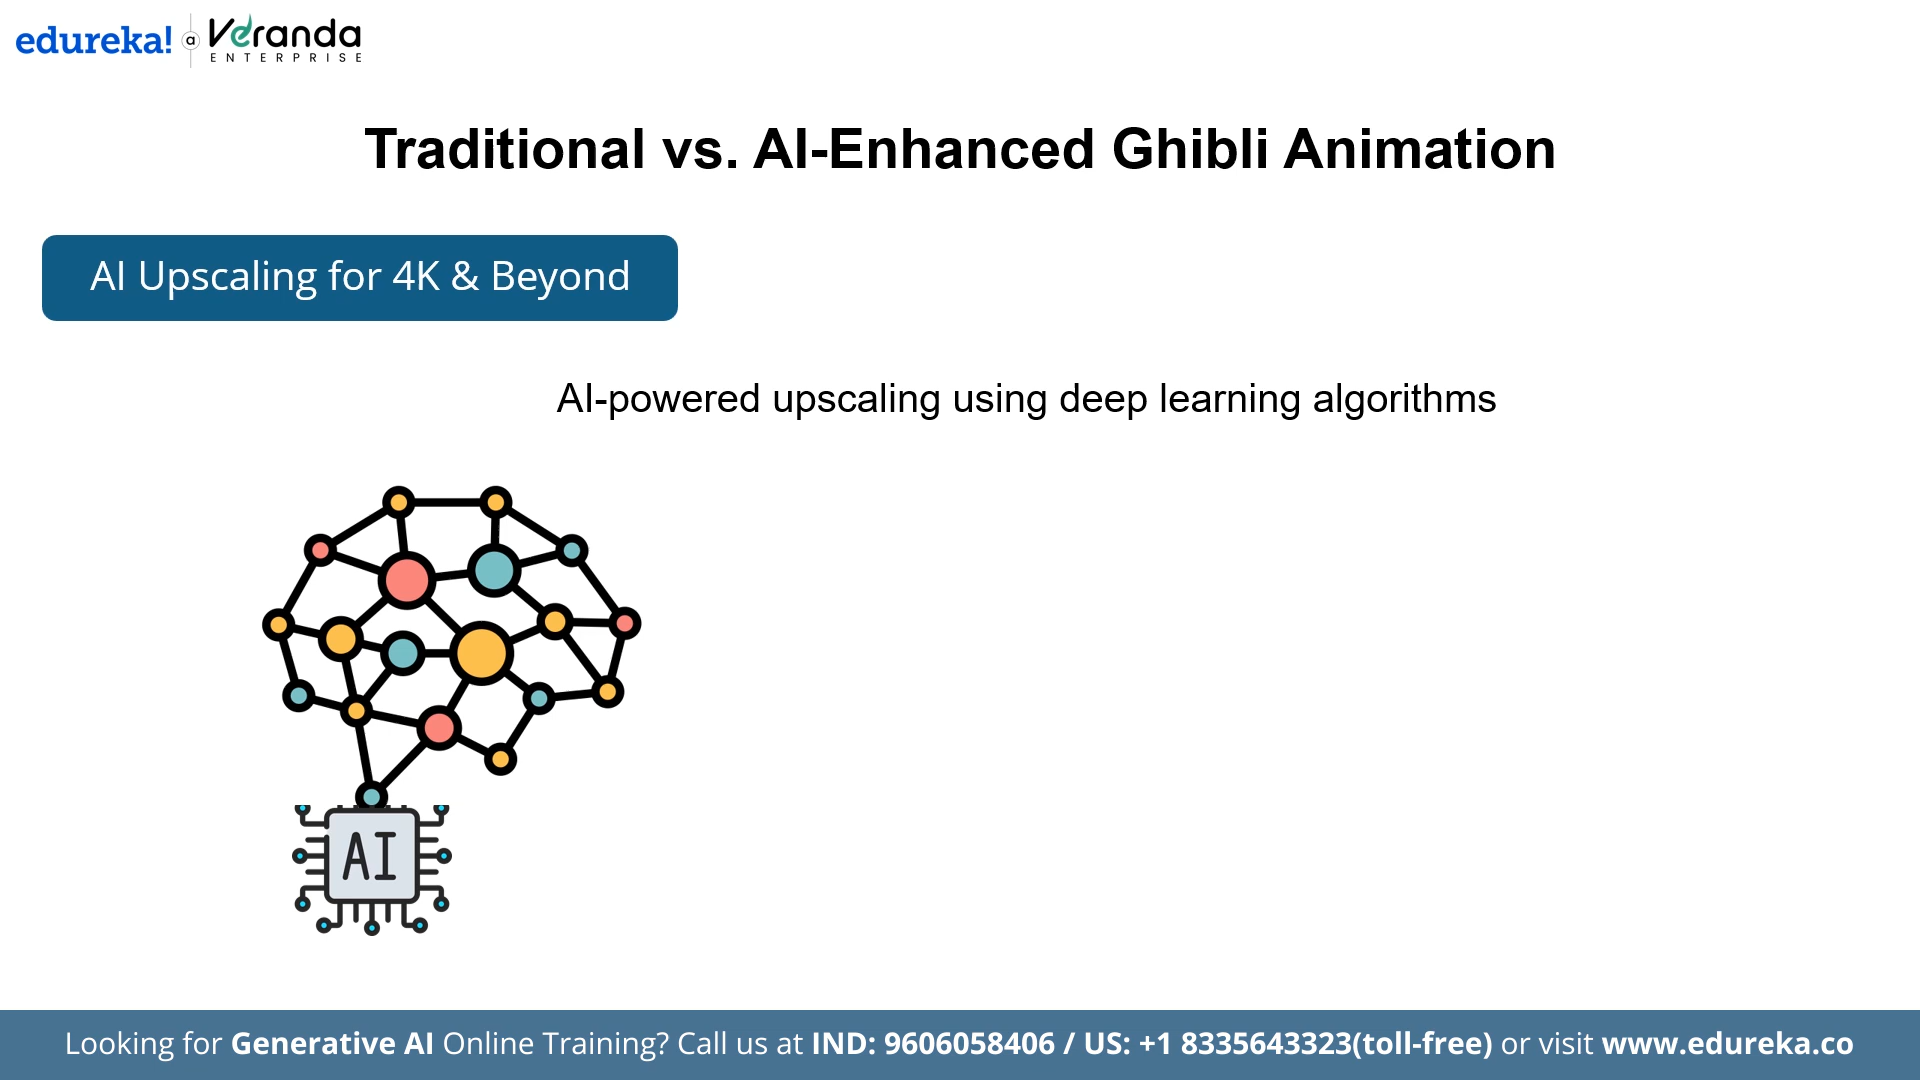 edureka! a Veranda
ENTERPRISE
Traditional vs. AI-Enhanced Ghibli Animation
AI Upscaling for 4K & Beyond
AI-powered upscaling using deep learning algorithms
AI
Looking for Generative AI Online Training? Call us at IND: 9606058406 / US: +1 8335643323(toll-free) or visit www.edureka.co